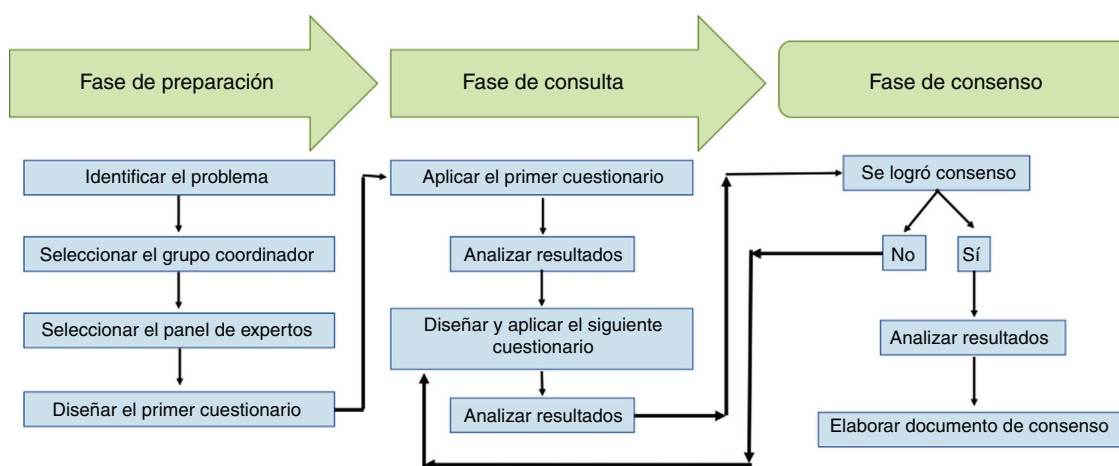 Fase de preparación
Fase de consulta
Fase de consenso
Identificar el problema
Seleccionar el grupo coordinador
Seleccionar el panel de expertos
Diseñar el primer cuestionario
Aplicar el primer cuestionario
Analizar resultados
Diseñar y aplicar el siguiente
cuestionario
Analizar resultados
Se logró consenso
No
Sí
Analizar resultados
Elaborar documento de consenso